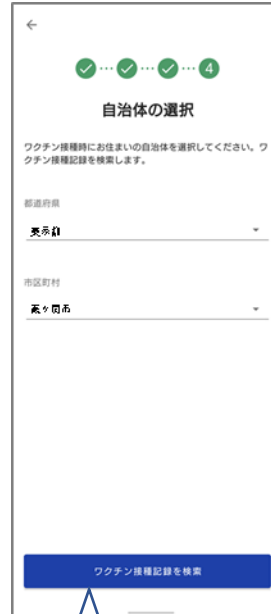 4
自治体の選択
ワクチン接種時にお住まいの自治体を選択してください。ワ
クチン接種記録を検索します。
都道府県
市区町村
ワクチン接種記録を検索